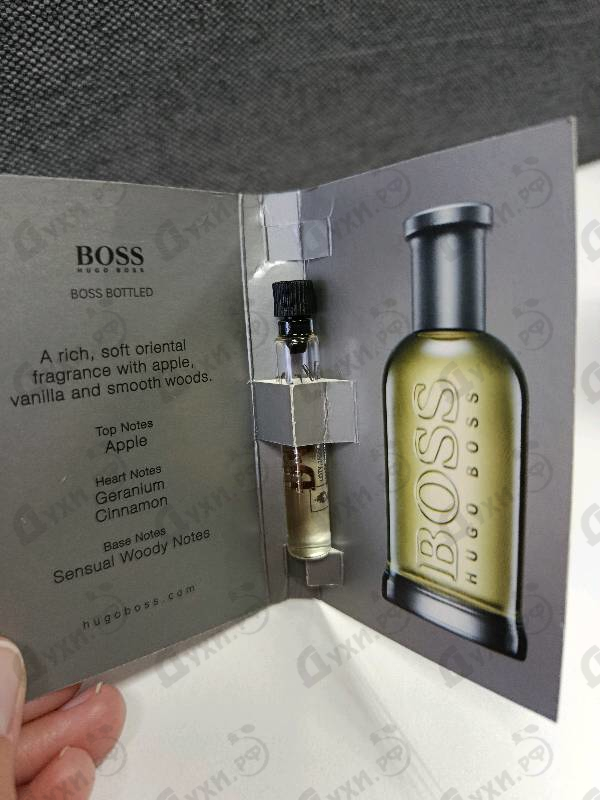 BOSS
HUGO BOSS
BOSS BOTTLED
A rich, soft oriental
fragrance with apple,
vanilla and smooth woods.
Top Notes
Apple
Heart Notes
Geranium
Cinnamon
Base Notes
Sensual Woody Notes
hugoboss.com
BOSS
HUGO BOSS
ДУХИ.РФ